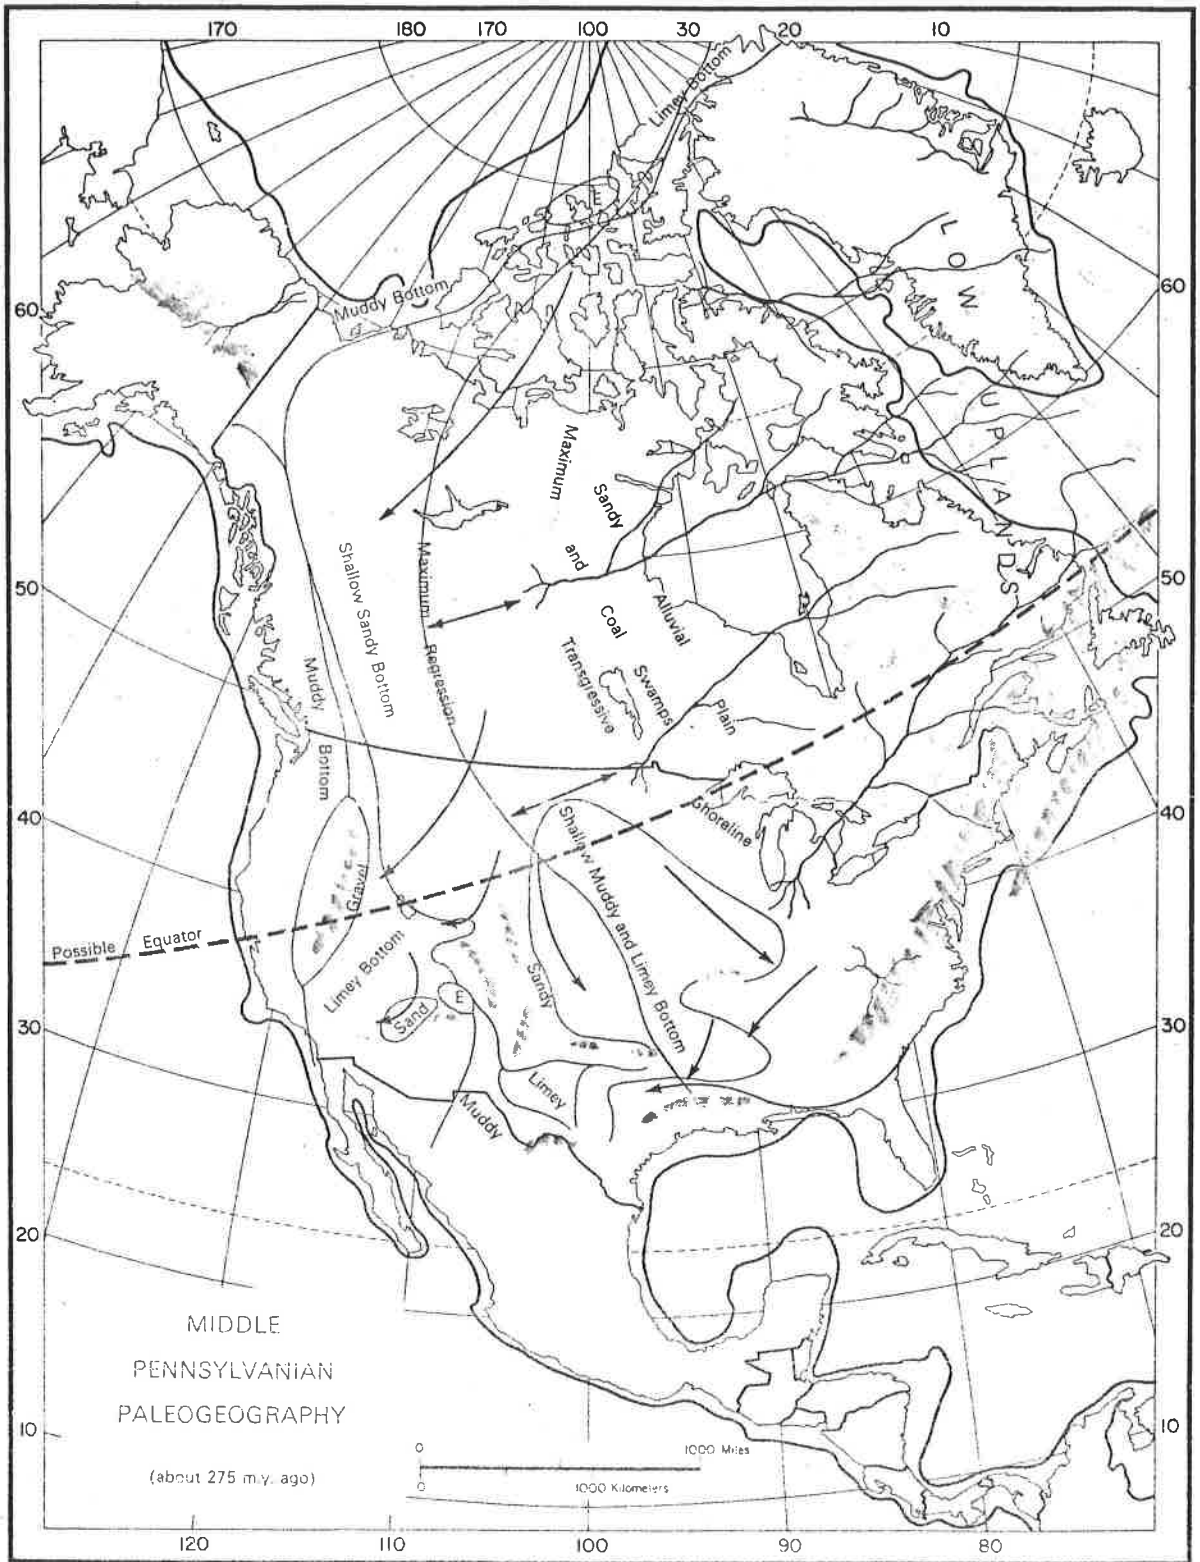 170 180 170 100 30 20 10
Limey Bottom
E
LOW
Muddy Bottom
60 60
UPLANDS
Maximum
Sandy
and
Shallow Sandy Bottom
Maximum
Regression
Coal
Alluvial
50 50
Transgressive
Swamps
Plain
Muddy
Bottom
Shoreline
40 40
Shallow Muddy and Limey Bottom
Gravel
Possible Equator
Limey Bottom
Sandy
Sand
E
30 30
Limey
Muddy
20 20
MIDDLE
PENNSYLVANIAN
PALEOGEOGRAPHY
(about 275 m.y. ago)
10 10
0 1000 Miles
0 1000 Kilometers
120 110 100 90 80